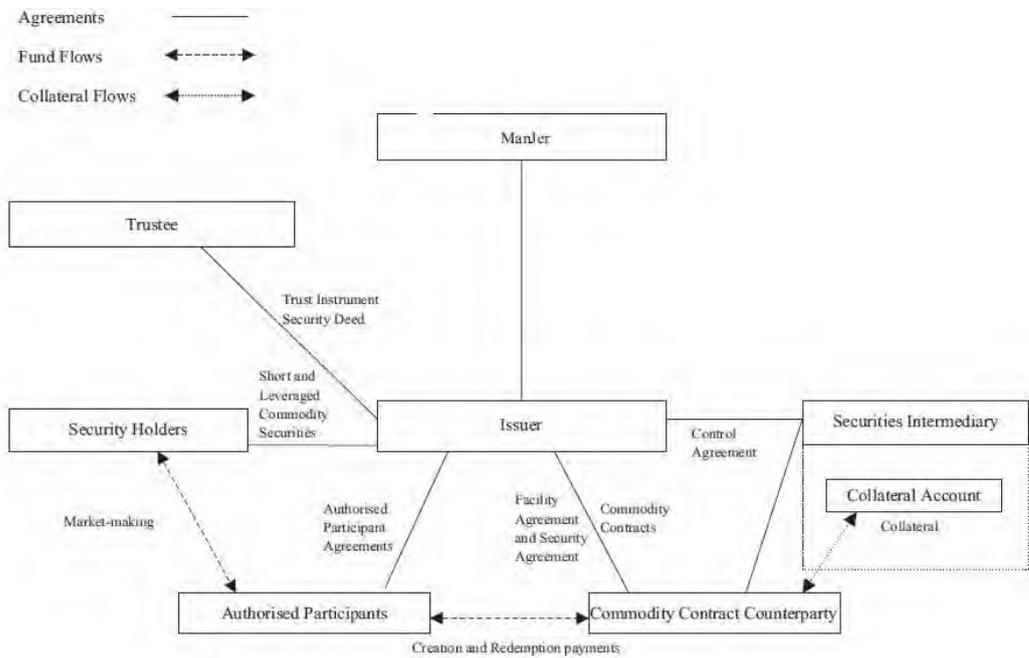 Agreements
Fund Flows
Collateral Flows
ManJer
Trustee
Trust Instrument
Security Deed
Short and
Leveraged
Commodity
Securities
Security Holders
Issuer
Securities Intermediary
Control
Agreement
Collateral Account
Collateral
Market-making
Authorised
Participant
Agreements
Facility
Agreement
and Security
Agreement
Commodity
Contracts
Authorised Participants
Commodity Contract Counterparty
Creation and Redemption payments